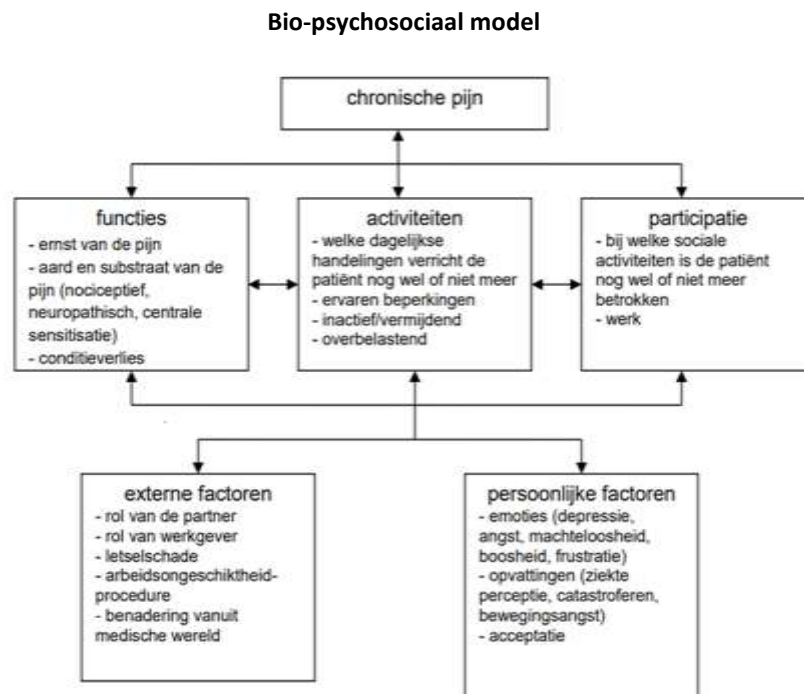 Bio-psychosociaal model
chronische pijn
functies
- ernst van de pijn
- aard en substraat van de
pijn (nociceptief,
neuropathisch, centrale
sensitisatie)
- conditieverlies
activiteiten
- welke dagelijkse
handelingen verricht de
patiënt nog wel of niet meer
- ervaren beperkingen
- inactief/vermijdend
- overbelastend
participatie
- bij welke sociale
activiteiten is de patiënt
nog wel of niet meer
betrokken
- werk
externe factoren
- rol van de partner
- rol van werkgever
- letselschade
- arbeidsongeschiktheid-
procedure
- benadering vanuit
medische wereld
persoonlijke factoren
- emoties (depressie,
angst, machteloosheid,
boosheid, frustratie)
- opvattingen (ziekte
perceptie, catastroferen,
bewegingsangst)
- acceptatie